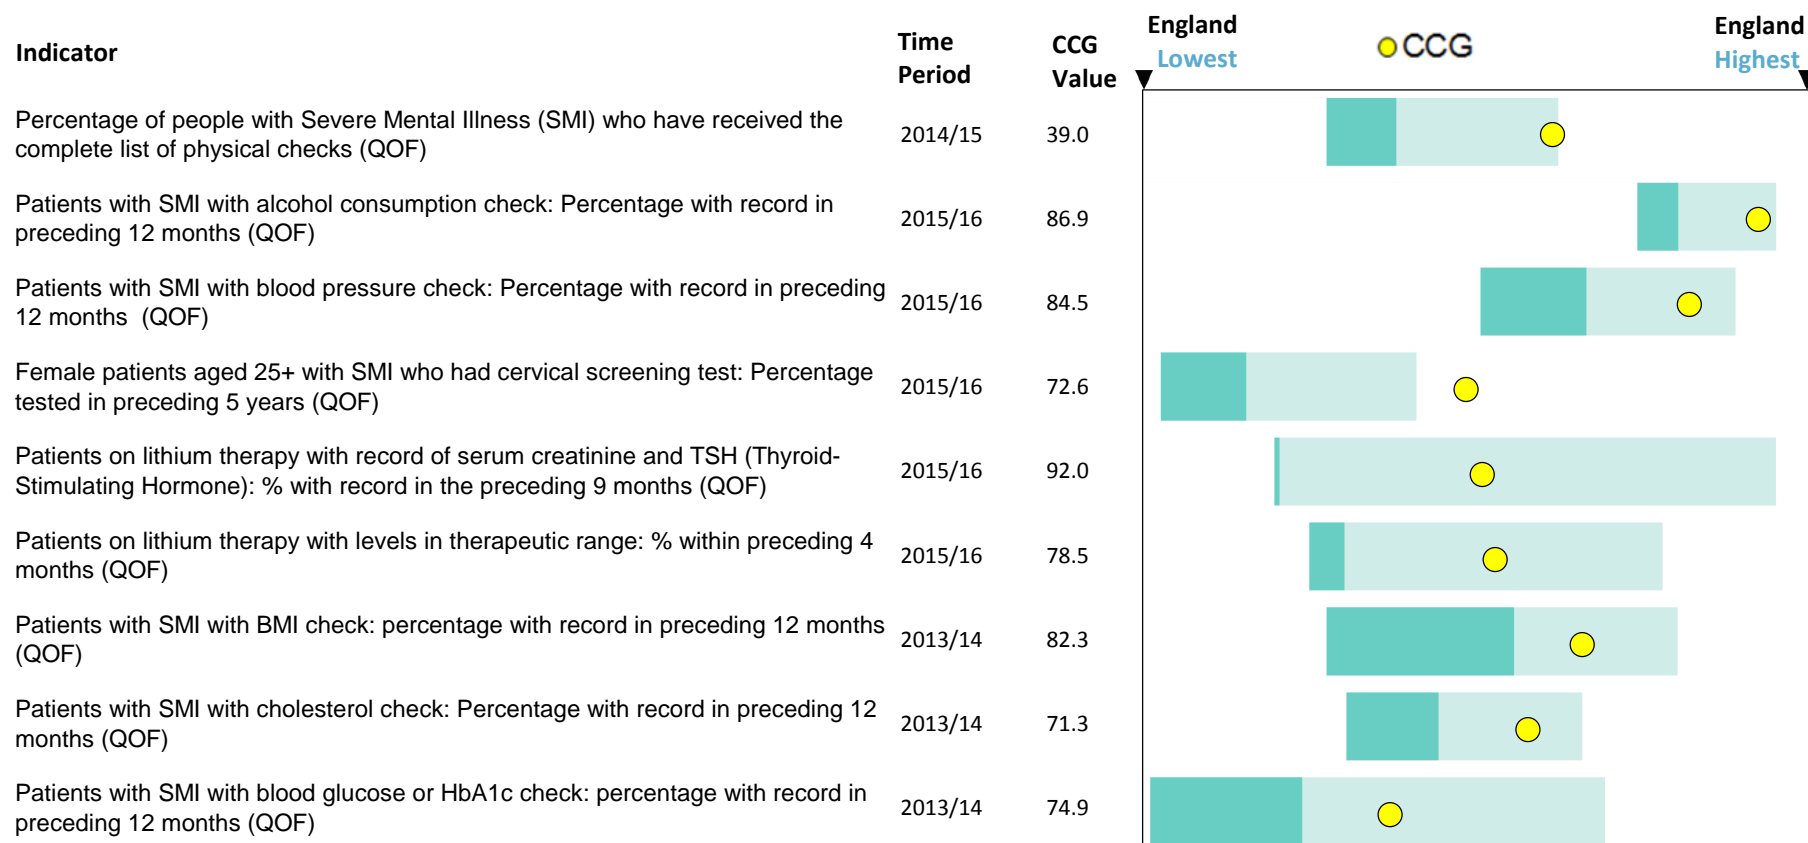 Indicator
Time
Period
CCG
Value
England
Lowest
CCG
England
Highest
Percentage of people with Severe Mental Illness (SMI) who have received the
complete list of physical checks (QOF)
2014/15
39.0
Patients with SMI with alcohol consumption check: Percentage with record in
preceding 12 months (QOF)
2015/16
86.9
Patients with SMI with blood pressure check: Percentage with record in preceding
12 months  (QOF)
2015/16
84.5
Female patients aged 25+ with SMI who had cervical screening test: Percentage
tested in preceding 5 years (QOF)
2015/16
72.6
Patients on lithium therapy with record of serum creatinine and TSH (Thyroid-
Stimulating Hormone): % with record in the preceding 9 months (QOF)
2015/16
92.0
Patients on lithium therapy with levels in therapeutic range: % within preceding 4
months (QOF)
2015/16
78.5
Patients with SMI with BMI check: percentage with record in preceding 12 months
(QOF)
2013/14
82.3
Patients with SMI with cholesterol check: Percentage with record in preceding 12
months (QOF)
2013/14
71.3
Patients with SMI with blood glucose or HbA1c check: percentage with record in
preceding 12 months (QOF)
2013/14
74.9